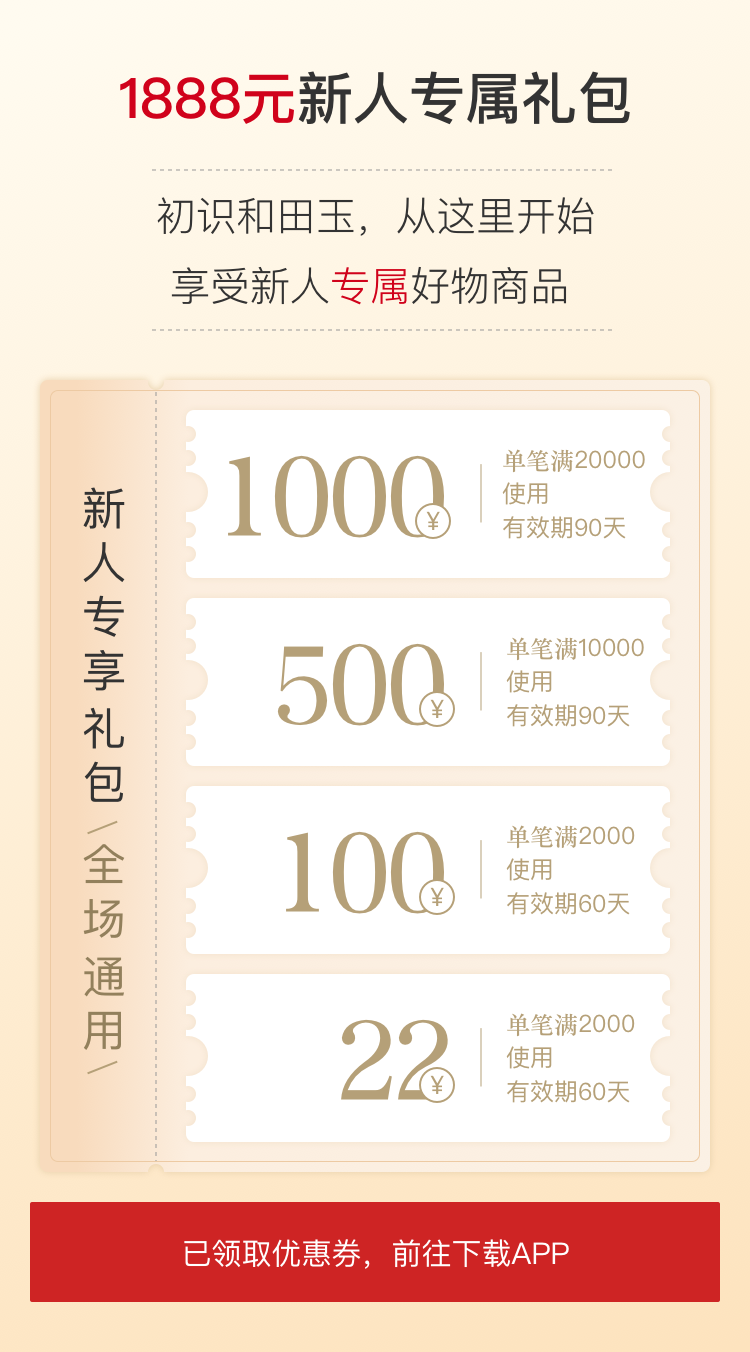 1888元新人专属礼包
初识和田玉，从这里开始
享受新人专属好物商品
新人专享礼包/全场通用/
1000¥
单笔满20000
使用
有效期90天
500¥
单笔满10000
使用
有效期90天
100¥
单笔满2000
使用
有效期60天
22¥
单笔满2000
使用
有效期60天
已领取优惠券，前往下载APP